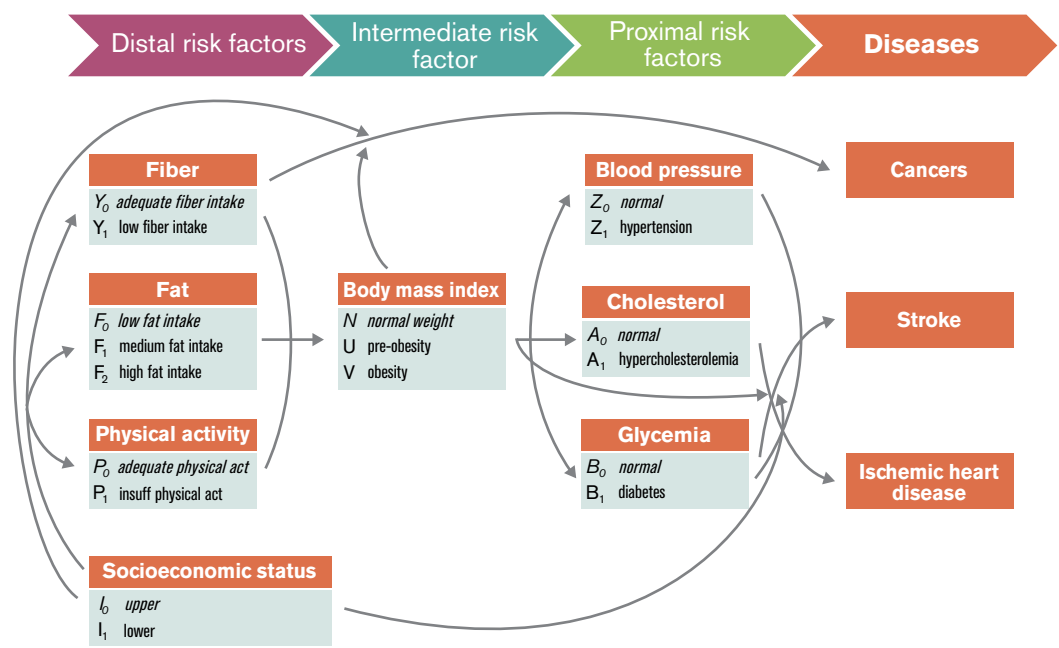 Distal risk factors
Intermediate risk
factor
Proximal risk
factors
Diseases
Fiber
Y0 adequate fiber intake
Y1 low fiber intake
Fat
F0 low fat intake
F1 medium fat intake
F2 high fat intake
Physical activity
P0 adequate physical act
P1 insuff physical act
Socioeconomic status
I0 upper
I1 lower
Body mass index
N normal weight
U pre-obesity
V obesity
Blood pressure
Z0 normal
Z1 hypertension
Cholesterol
A0 normal
A1 hypercholesterolemia
Glycemia
B0 normal
B1 diabetes
Cancers
Stroke
Ischemic heart
disease